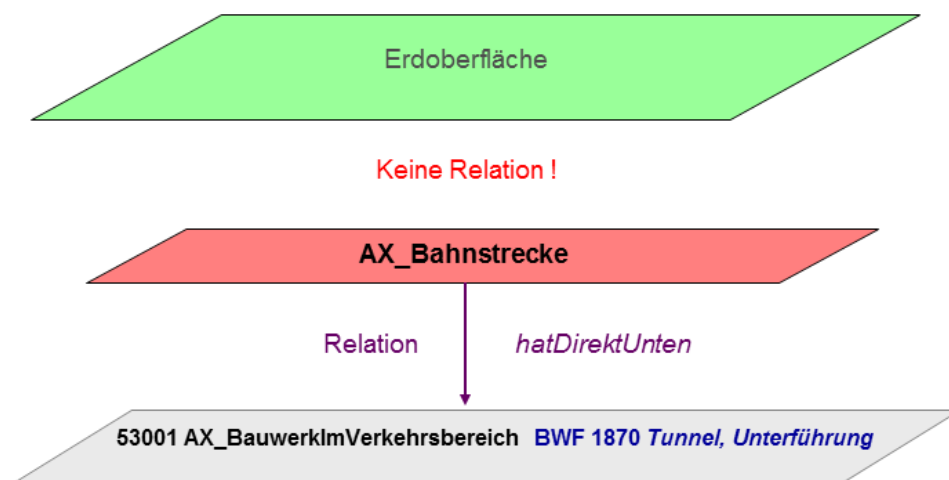 Erdoberfläche
Keine Relation !
AX_Bahnstrecke
Relation hatDirektUnten
53001 AX_BauwerkImVerkehrsbereich BWF 1870 Tunnel, Unterführung